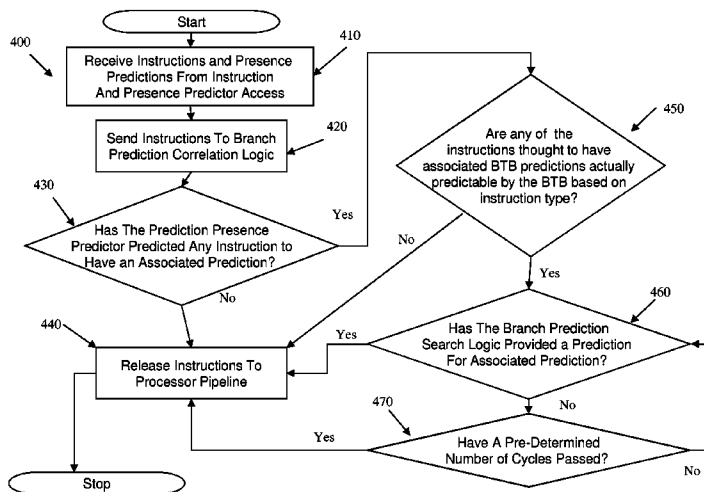 Start
400
410
Receive Instructions and Presence
Predictions From Instruction
And Presence Predictor Access
420
Send Instructions To Branch
Prediction Correlation Logic
430
Has The Prediction Presence
Predictor Predicted Any Instruction to
Have an Associated Prediction?
Yes
No
450
Are any of the
instructions thought to have
associated BTB predictions actually
predictable by the BTB based on
instruction type?
No
Yes
440
Release Instructions To
Processor Pipeline
Yes
460
Has The Branch Prediction
Search Logic Provided a Prediction
For Associated Prediction?
No
470
Have A Pre-Determined
Number of Cycles Passed?
Yes
No
Stop